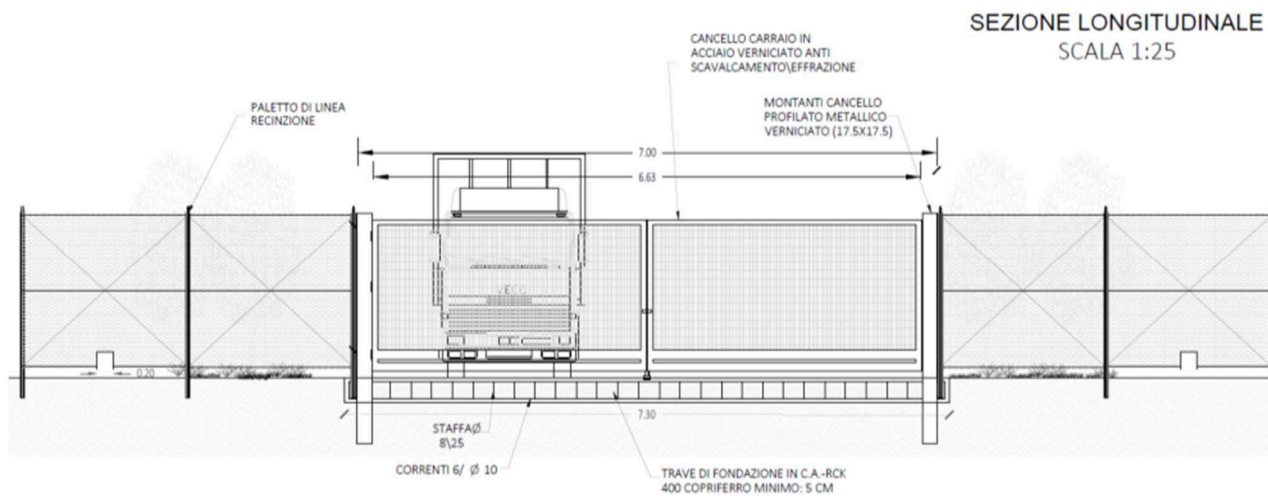 SEZIONE LONGITUDINALE
SCALA 1:25
CANCELLO CARRAIO IN
ACCIAIO VERNICIATO ANTI
SCAVALCAMENTO\EFFRAZIONE
PALETTO DI LINEA
RECINZIONE
MONTANTI CANCELLO
PROFILATO METALLICO
VERNICIATO (17.5X17.5)
7.00
6.63
0.20
7.30
STAFFAØ
8\25
CORRENTI 6/ Ø 10
TRAVE DI FONDAZIONE IN C.A.-RCK
400 COPRIFERRO MINIMO: 5 CM